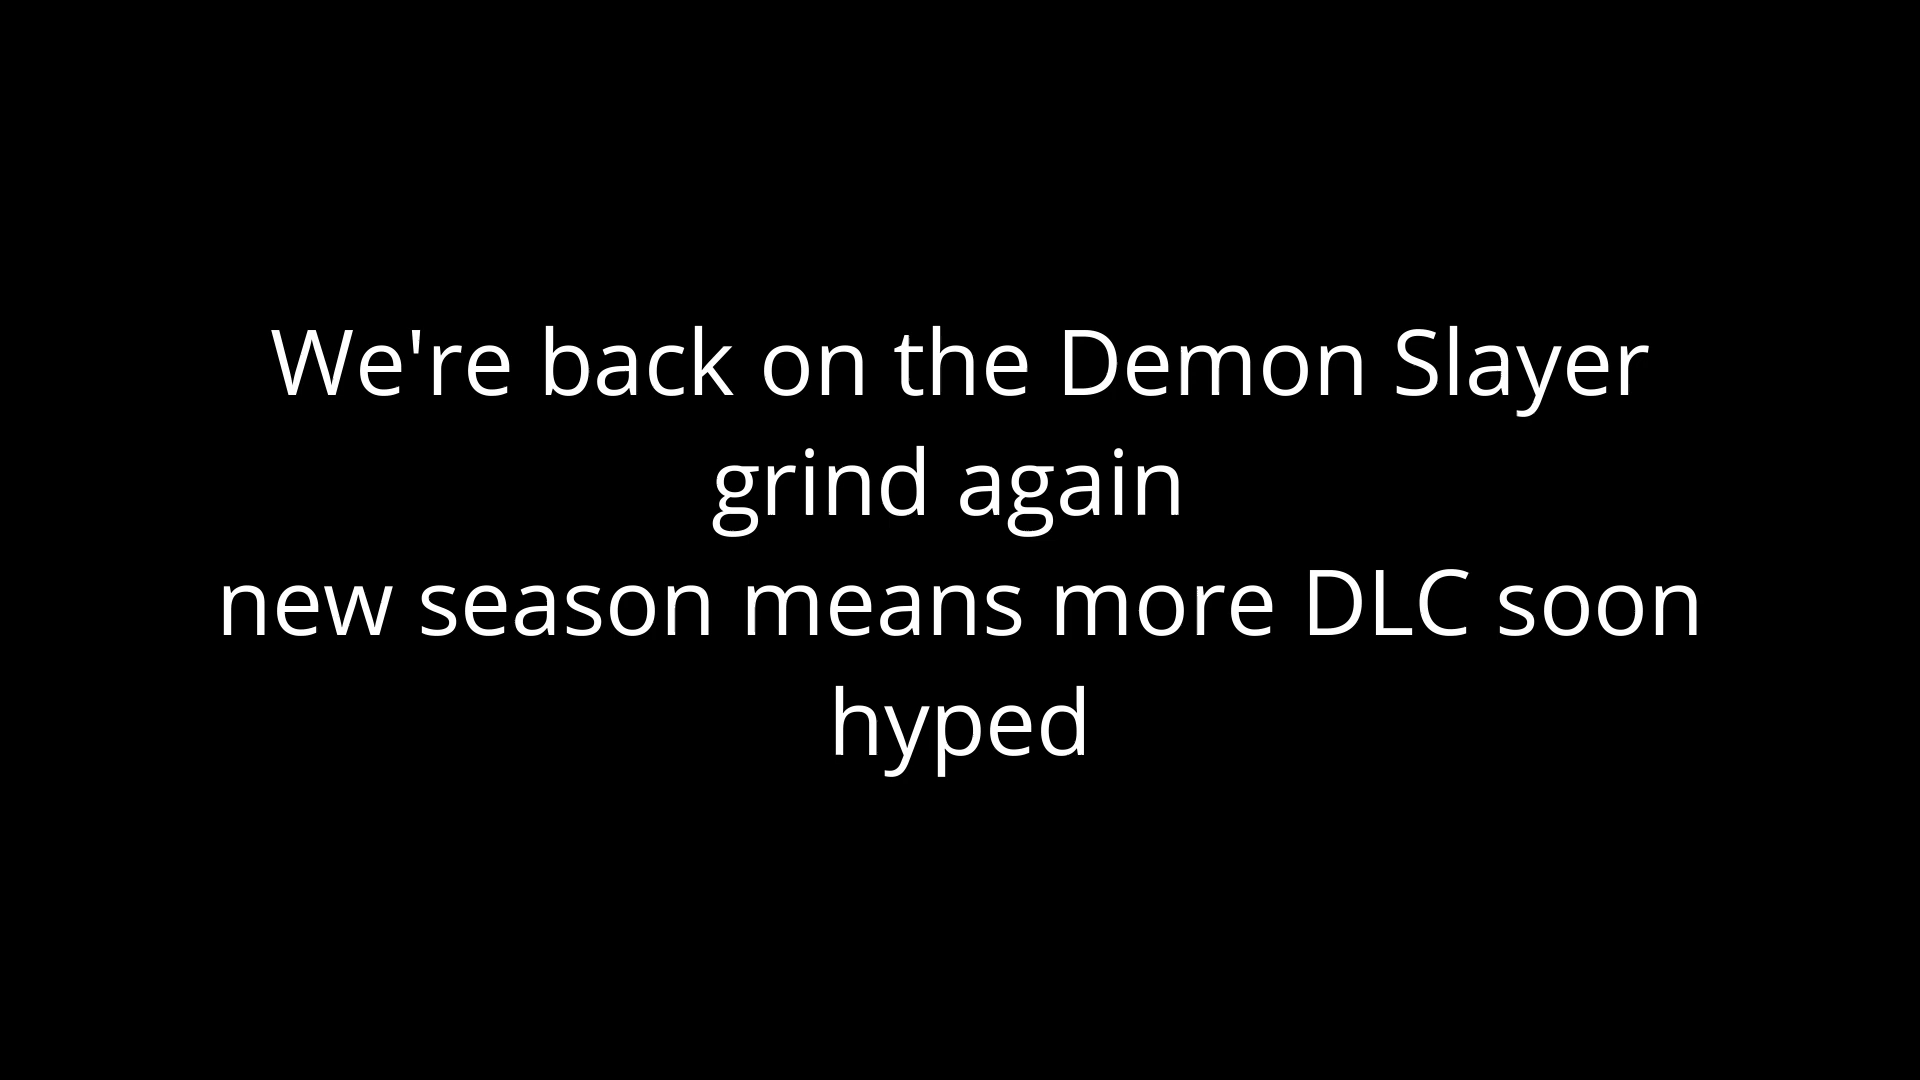 We're back on the Demon Slayer
grind again
new season means more DLC soon
hyped